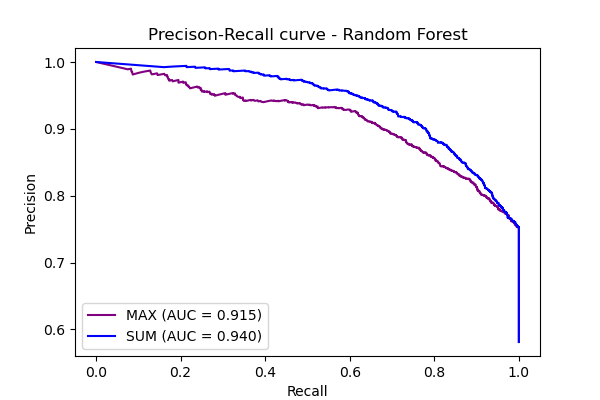 Precison-Recall curve - Random Forest
1.0
0.9
0.8
0.7
0.6
Precision
MAX (AUC = 0.915)
SUM (AUC = 0.940)
0.0 0.2 0.4 0.6 0.8 1.0
Recall